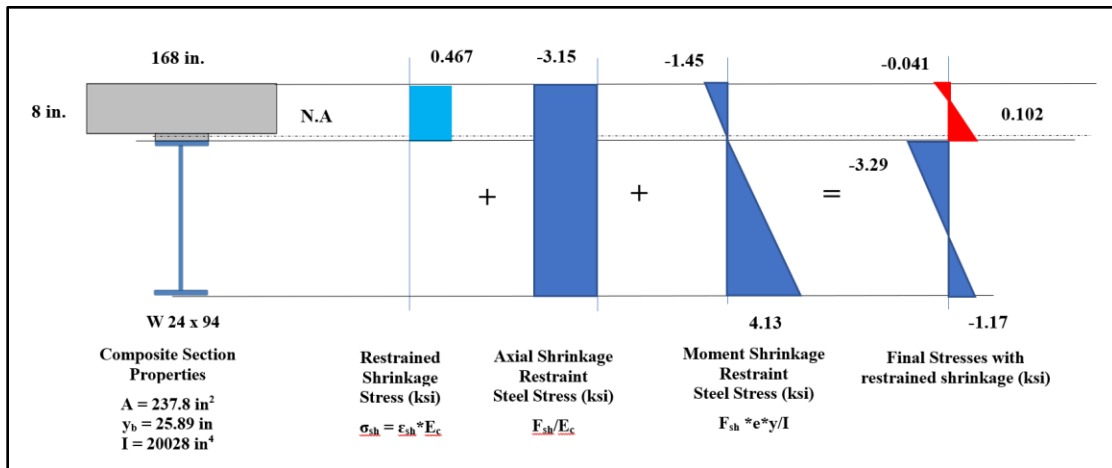 168 in.
0.467
-3.15
-1.45
-0.041
8 in.
N.A
0.102
-3.29
+
+
=
W 24 x 94
4.13
-1.17
Composite Section
Properties
A = 237.8 in²
yb = 25.89 in
I = 20028 in⁴
Restrained
Shrinkage
Stress (ksi)
σsh = εsh*Ec
Axial Shrinkage
Restraint
Steel Stress (ksi)
Fsh/Ec
Moment Shrinkage
Restraint
Steel Stress (ksi)
Fsh *e*y/I
Final Stresses with
restrained shrinkage (ksi)